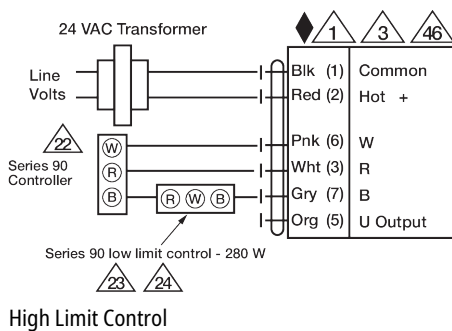 24 VAC Transformer
1 3 46
Line
Volts
Blk (1) Common
Red (2) Hot +
22
Series 90
Controller
W
R
B
R W B
Pnk (6) W
Wht (3) R
Gry (7) B
Org (5) U Output
Series 90 low limit control - 280 W
23 24
High Limit Control